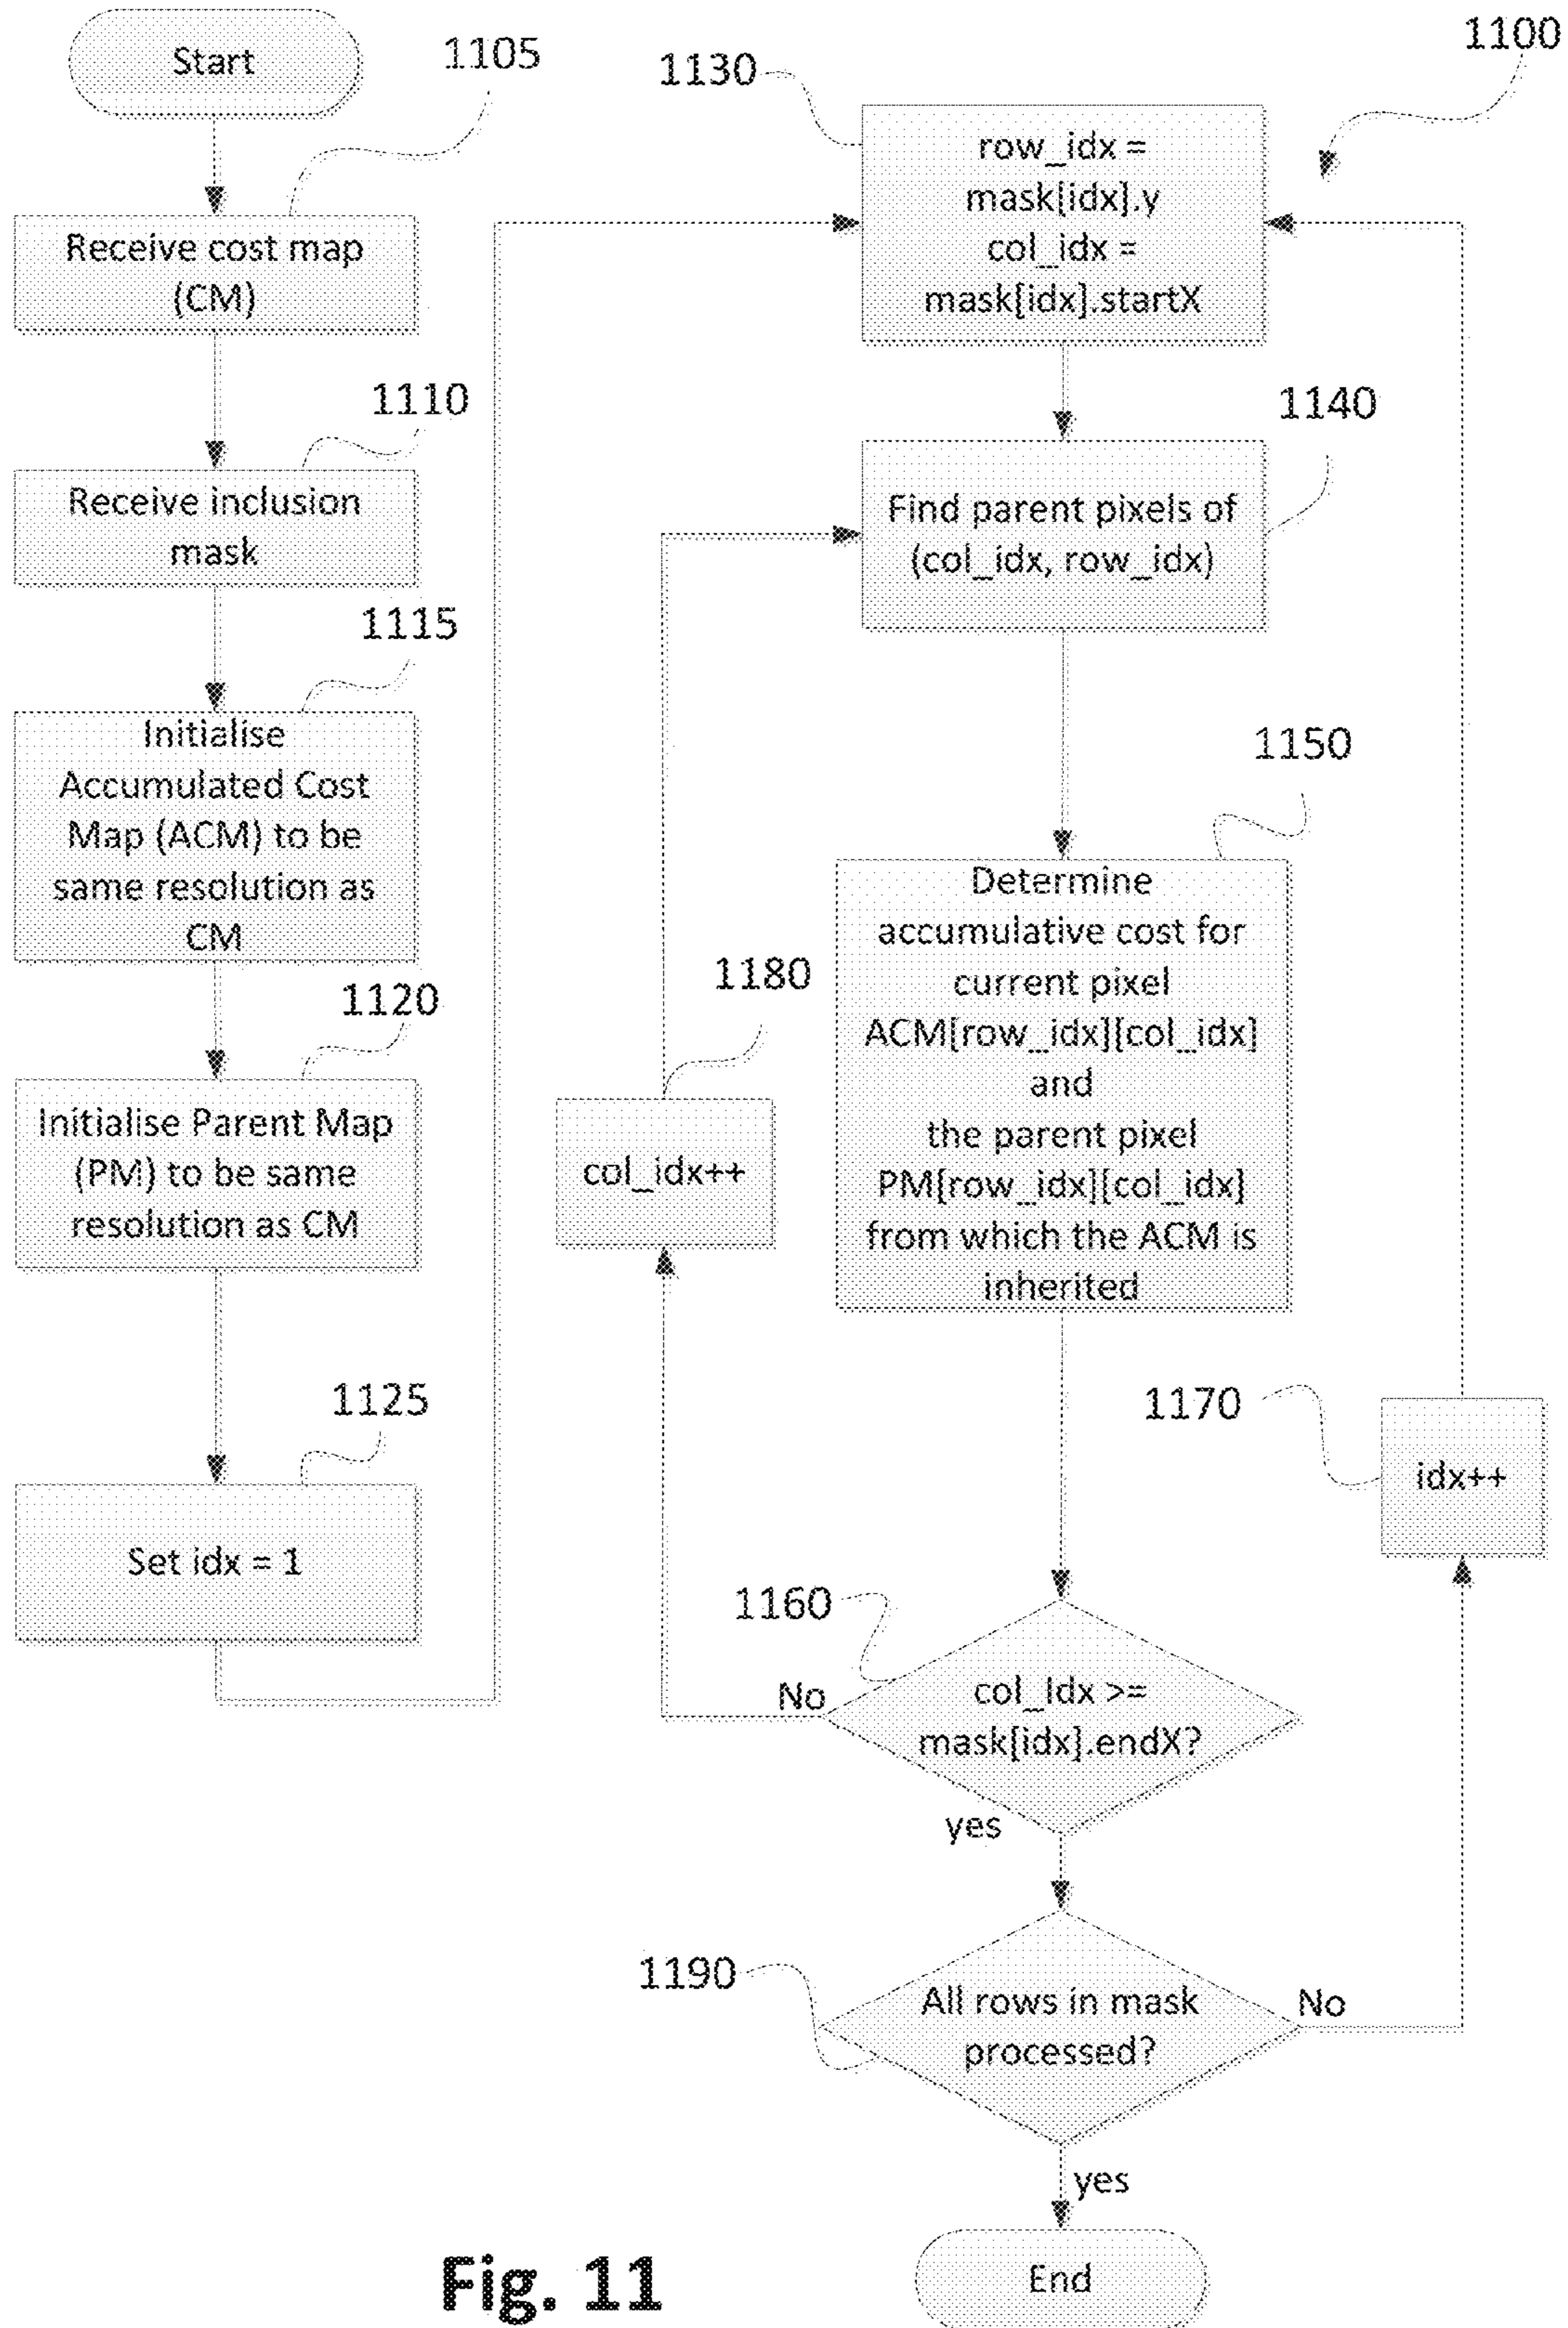 Start
1105
Receive cost map
(CM)
1110
Receive inclusion
mask
1115
Initialise
Accumulated Cost
Map (ACM) to be
same resolution as
CM
1120
Initialise Parent Map
(PM) to be same
resolution as CM
1125
Set idx = 1
1100
1130
row_idx =
mask[idx].y
col_idx =
mask[idx].startX
1140
Find parent pixels of
(col_idx, row_idx)
1150
Determine
accumulative cost for
current pixel
ACM[row_idx][col_idx]
and
the parent pixel
PM[row_idx][col_idx]
from which the ACM is
inherited
1180
col_idx++
1170
idx++
1160
col_Idx >=
mask[idx].endX?
No
yes
1190
All rows in mask
processed?
No
yes
End
Fig. 11